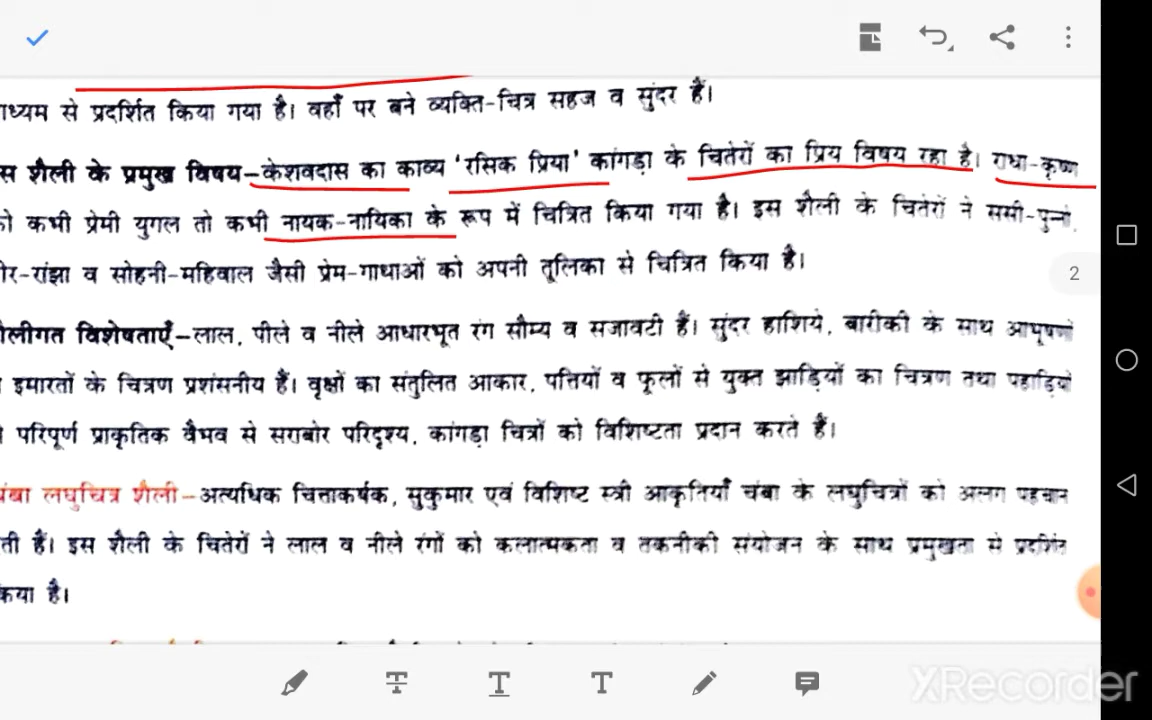 ध्यम से प्रदर्शित किया गया है। वहाँ पर बने व्यक्ति-चित्र सहज व सुंदर हैं।
स शैली के प्रमुख विषय–केशवदास का काव्य ‘रसिक प्रिया’ कांगड़ा के चितेरों का प्रिय विषय रहा है। राधा-कृष्ण
को कभी प्रेमी युगल तो कभी नायक-नायिका के रूप में चित्रित किया गया है। इस शैली के चितेरों ने ससी-पुन्नो,
ीर-रांझा व सोहनी-महिवाल जैसी प्रेम-गाथाओं को अपनी तूलिका से चित्रित किया है।
2
ैलीगत विशेषताएँ–लाल, पीले व नीले आधारभूत रंग सौम्य व सजावटी हैं। सुंदर हाशिये, बारीकी के साथ आभूषणों
इमारतों के चित्रण प्रशंसनीय हैं। वृक्षों का संतुलित आकार, पत्तियों व फूलों से युक्त झाड़ियों का चित्रण तथा पहाड़ियों
परिपूर्ण प्राकृतिक वैभव से सराबोर परिदृश्य, कांगड़ा चित्रों को विशिष्टता प्रदान करते हैं।
चंबा लघुचित्र शैली–अत्यधिक चित्ताकर्षक, सुकुमार एवं विशिष्ट स्त्री आकृतियाँ चंबा के लघुचित्रों को अलग पहचान
ती हैं। इस शैली के चितेरों ने लाल व नीले रंगों को कलात्मकता व तकनीकी संयोजन के साथ प्रमुखता से प्रदर्शित
किया है।
XRecorder